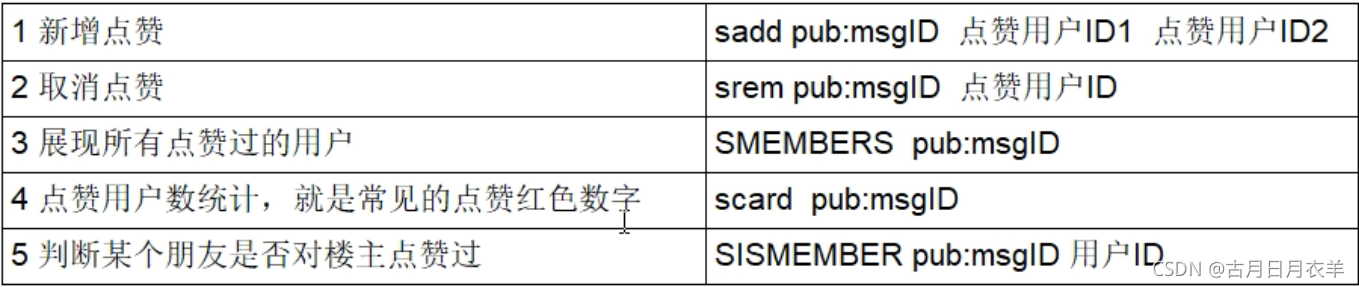 1 新增点赞
sadd pub:msgID 点赞用户ID1 点赞用户ID2
2 取消点赞
srem pub:msgID 点赞用户ID
3 展现所有点赞过的用户
SMEMBERS pub:msgID
4 点赞用户数统计，就是常见的点赞红色数字
scard pub:msgID
5 判断某个朋友是否对楼主点赞过
SISMEMBER pub:msgID 用户ID
CSDN @古月日月衣羊